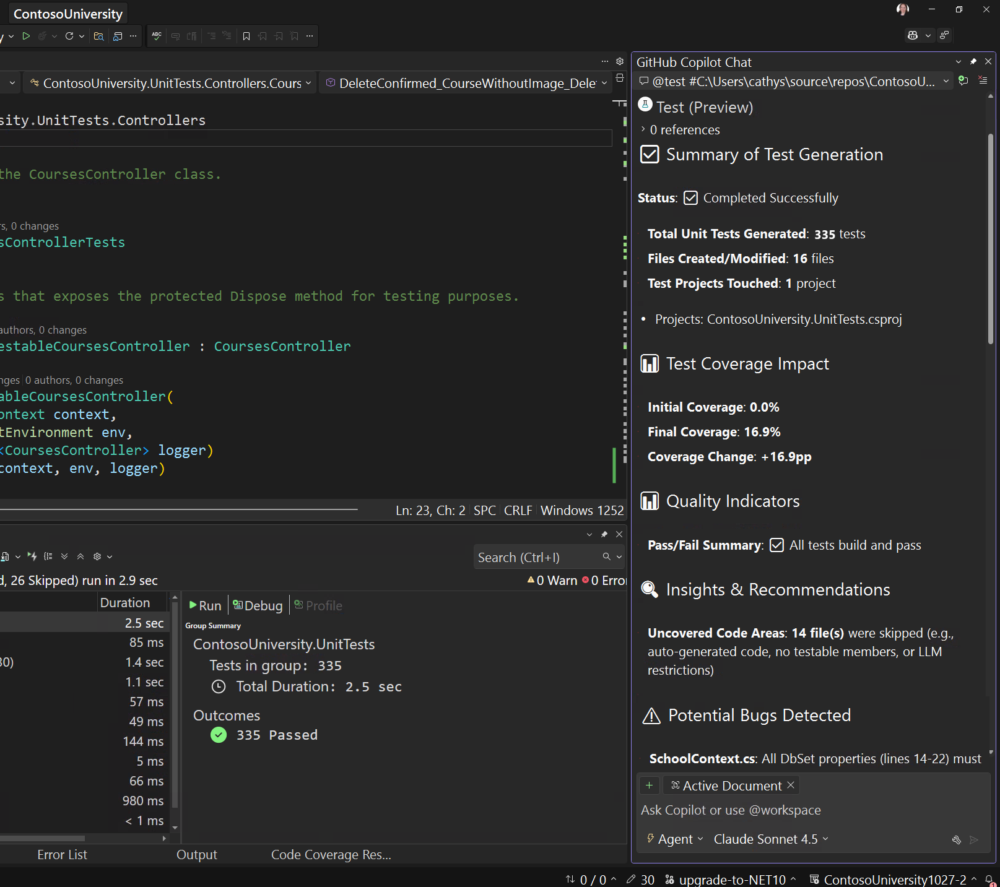 ContosoUniversity
y
ABC
ContosoUniversity.UnitTests.Controllers.Cours
DeleteConfirmed_CourseWithoutImage_Dele
sity.UnitTests.Controllers
the CoursesController class.
rs, 0 changes
sControllerTests
s that exposes the protected Dispose method for testing purposes.
authors, 0 changes
estableCoursesController : CoursesController
nges | 0 authors, 0 changes
ableCoursesController(
ontext context,
tEnvironment env,
<CoursesController> logger)
context, env, logger)
Ln: 23, Ch: 2 SPC CRLF Windows 1252
Search (Ctrl+I)
d, 26 Skipped) run in 2.9 sec
0 Warn 0 Erro
Duration
2.5 sec
85 ms
30) 1.4 sec
1.1 sec
57 ms
49 ms
144 ms
5 ms
66 ms
980 ms
< 1 ms
Run Debug Profile
Group Summary
ContosoUniversity.UnitTests
Tests in group: 335
Total Duration: 2.5 sec
Outcomes
335 Passed
Error List Output Code Coverage Res...
GitHub Copilot Chat
@test #C:\Users\cathys\source\repos\ContosoU...
Test (Preview)
0 references
Summary of Test Generation
Status: Completed Successfully
Total Unit Tests Generated: 335 tests
Files Created/Modified: 16 files
Test Projects Touched: 1 project
• Projects: ContosoUniversity.UnitTests.csproj
Test Coverage Impact
Initial Coverage: 0.0%
Final Coverage: 16.9%
Coverage Change: +16.9pp
Quality Indicators
Pass/Fail Summary: All tests build and pass
Insights & Recommendations
Uncovered Code Areas: 14 file(s) were skipped (e.g.,
auto-generated code, no testable members, or LLM
restrictions)
Potential Bugs Detected
SchoolContext.cs: All DbSet properties (lines 14-22) must
Active Document
Ask Copilot or use @workspace
Agent Claude Sonnet 4.5
0 / 0 30 upgrade-to-NET10 ContosoUniversity1027-2 1